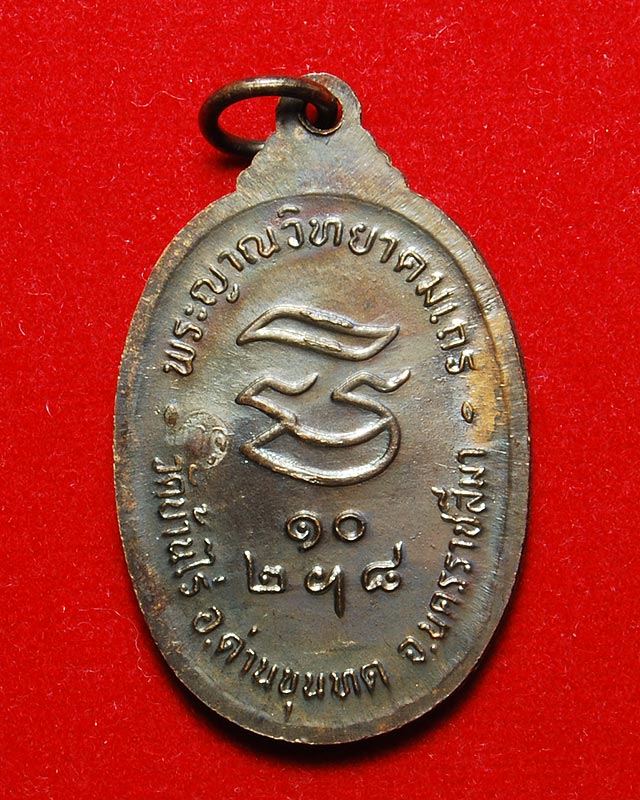 พระญาณวิทยาคมเถร
๑๐
๒๘
วัดบ้านไร่ อ.ด่านขุนทด จ.นครราชสีมา